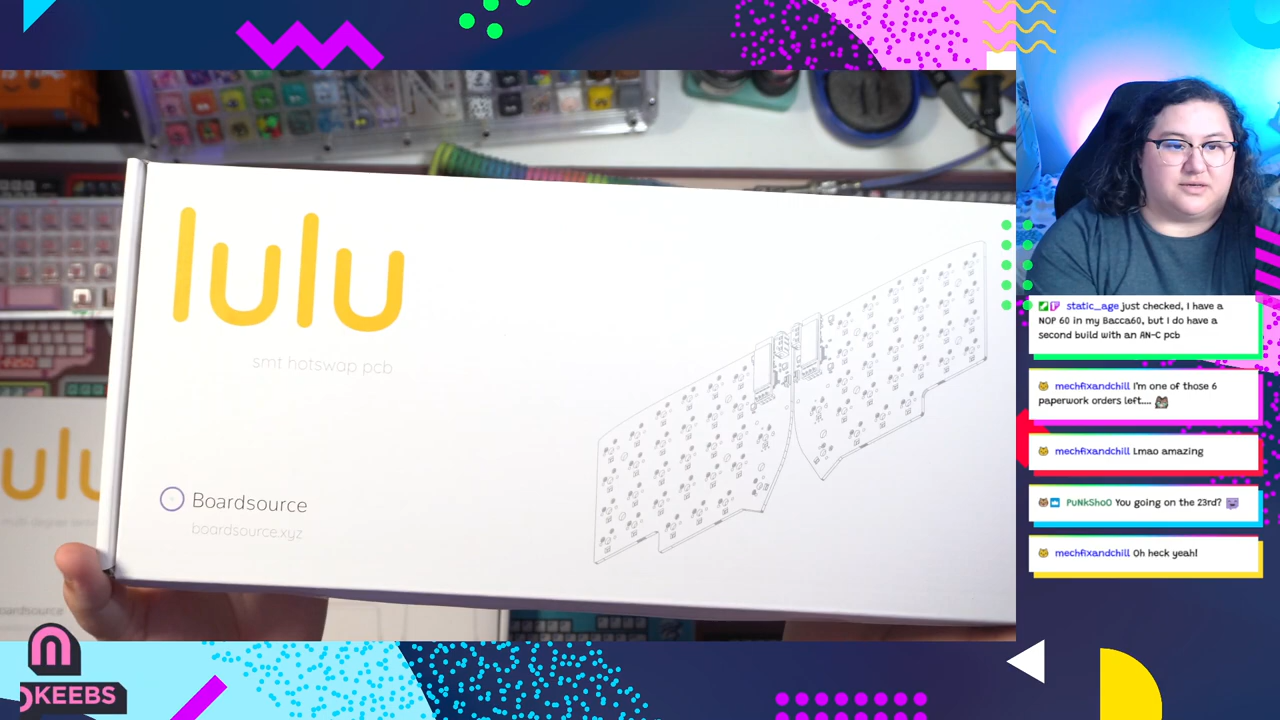 lulu
smt hotswap pcb
Boardsource
boardsource.xyz
ulu
oardsource
KEEBS
static_age just checked, I have a
NOP 60 in my Bacca60, but I do have a
second build with an AN-C pcb
mechfixandchill I'm one of those 6
paperwork orders left....
mechfixandchill Lmao amazing
PuNkShoO You going on the 23rd?
mechfixandchill Oh heck yeah!